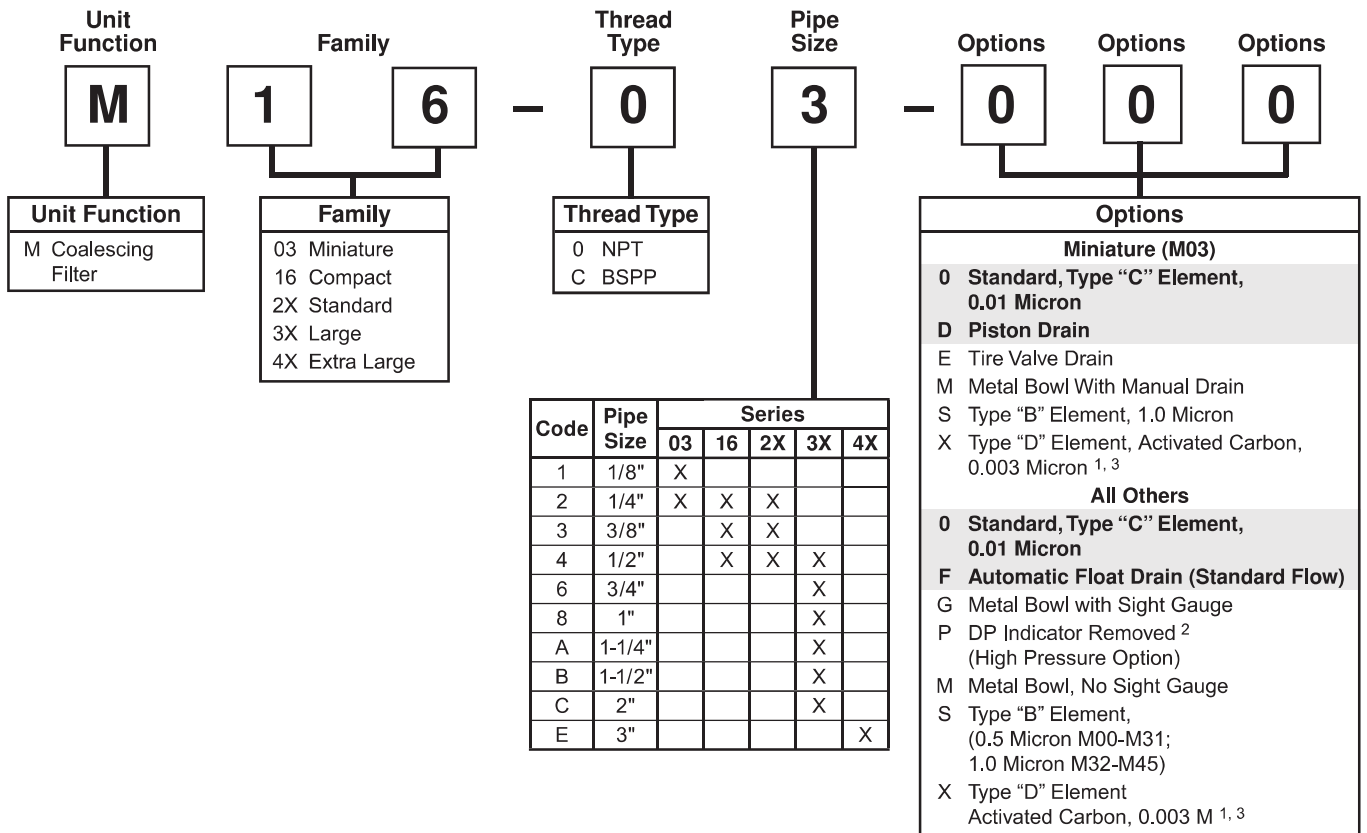 Unit Function
Family
Thread Type
Pipe Size
Options
Options
Options
M 1 6 – 0 3 – 0 0 0
Unit Function
M Coalescing
Filter
Family
03 Miniature
16 Compact
2X Standard
3X Large
4X Extra Large
Thread Type
0 NPT
C BSPP
Code Pipe Size Series
03 16 2X 3X 4X
1 1/8" X
2 1/4" X X X
3 3/8" X X
4 1/2" X X X
6 3/4" X
8 1" X
A 1-1/4" X
B 1-1/2" X
C 2" X
E 3" X
Options
Miniature (M03)
0 Standard, Type “C” Element,
0.01 Micron
D Piston Drain
E Tire Valve Drain
M Metal Bowl With Manual Drain
S Type “B” Element, 1.0 Micron
X Type “D” Element, Activated Carbon,
0.003 Micron 1, 3
All Others
0 Standard, Type “C” Element,
0.01 Micron
F Automatic Float Drain (Standard Flow)
G Metal Bowl with Sight Gauge
P DP Indicator Removed 2
(High Pressure Option)
M Metal Bowl, No Sight Gauge
S Type “B” Element,
(0.5 Micron M00-M31;
1.0 Micron M32-M45)
X Type “D” Element
Activated Carbon, 0.003 M 1, 3